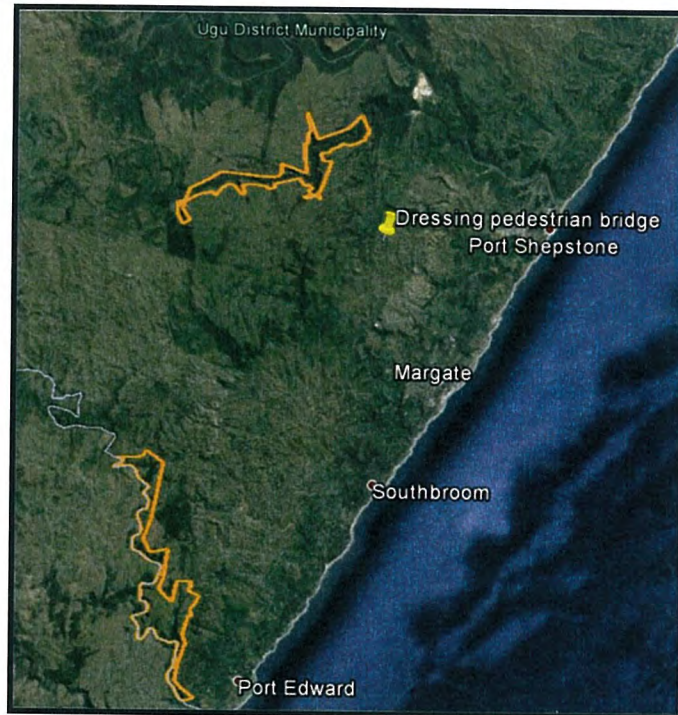 Ugu District Municipality
Dressing pedestrian bridge
Port Shepstone
Margate
Southbroom
Port Edward